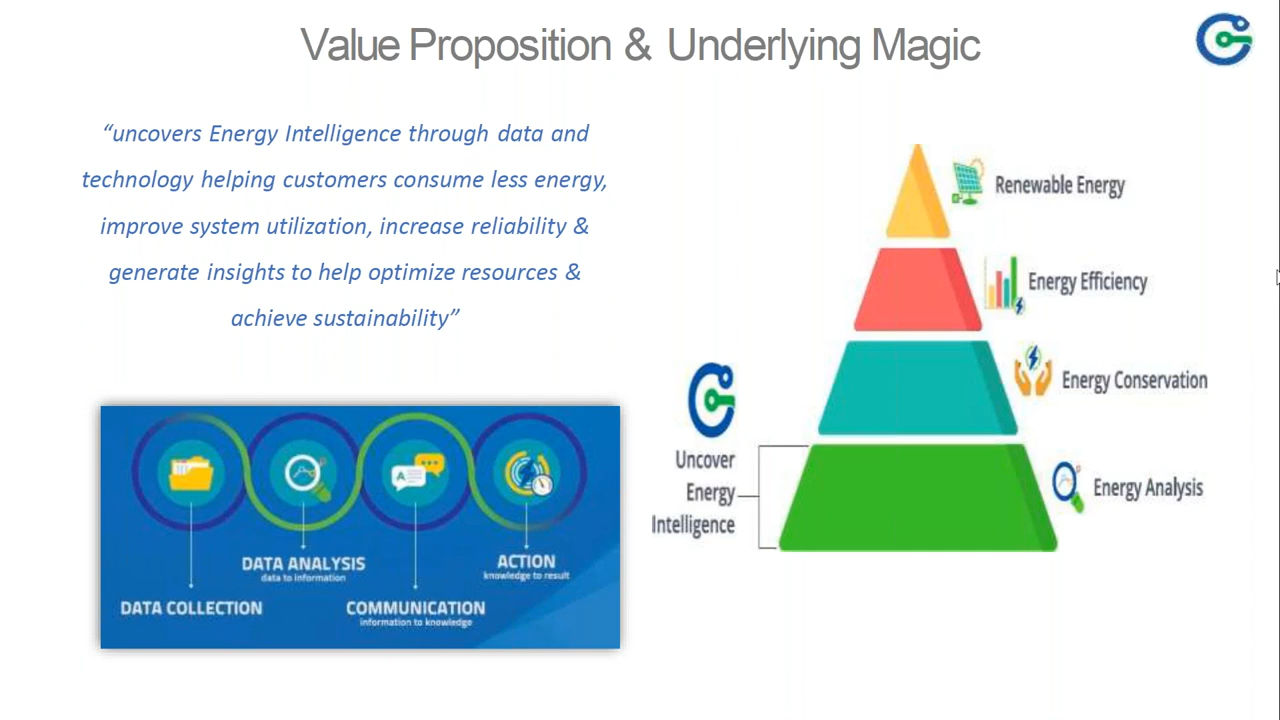 Value Proposition & Underlying Magic
“uncovers Energy Intelligence through data and
technology helping customers consume less energy,
improve system utilization, increase reliability &
generate insights to help optimize resources &
achieve sustainability”
DATA COLLECTION
DATA ANALYSIS
data to information
COMMUNICATION
information to knowledge
ACTION
knowledge to result
Renewable Energy
Energy Efficiency
Energy Conservation
Energy Analysis
Uncover
Energy
Intelligence